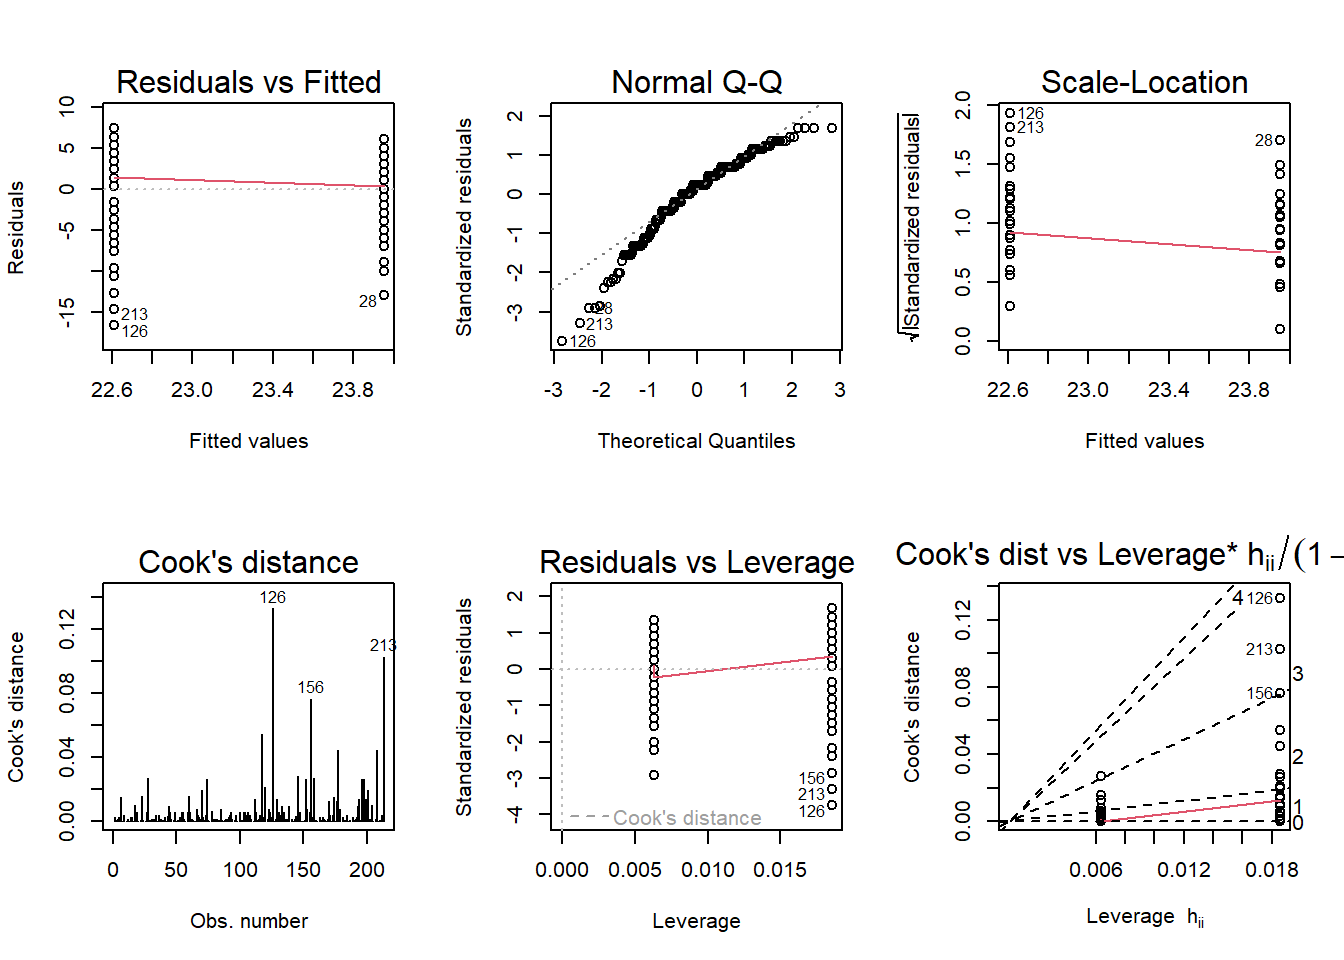 Residuals vs Fitted
Residuals
10
5
0
-5
-15
213
126
28
22.6 23.0 23.4 23.8
Fitted values
Normal Q-Q
Standardized residuals
2
1
0
-1
-2
-3
28
213
126
-3 -2 -1 0 1 2 3
Theoretical Quantiles
Scale-Location
√|Standardized residuals|
2.0
1.5
1.0
0.5
0.0
126
213
28
22.6 23.0 23.4 23.8
Fitted values
Cook's distance
Cook's distance
0.12
0.08
0.04
0.00
126
213
156
0 50 100 150 200
Obs. number
Residuals vs Leverage
Standardized residuals
2
1
0
-1
-2
-3
-4
156
213
126
Cook's distance
0.000 0.005 0.010 0.015
Leverage
Cook's dist vs Leverage* hii/(1 −
Cook's distance
0.12
0.08
0.04
0.00
4 126
213
3
156
2
1
0
0.006 0.012 0.018
Leverage hii